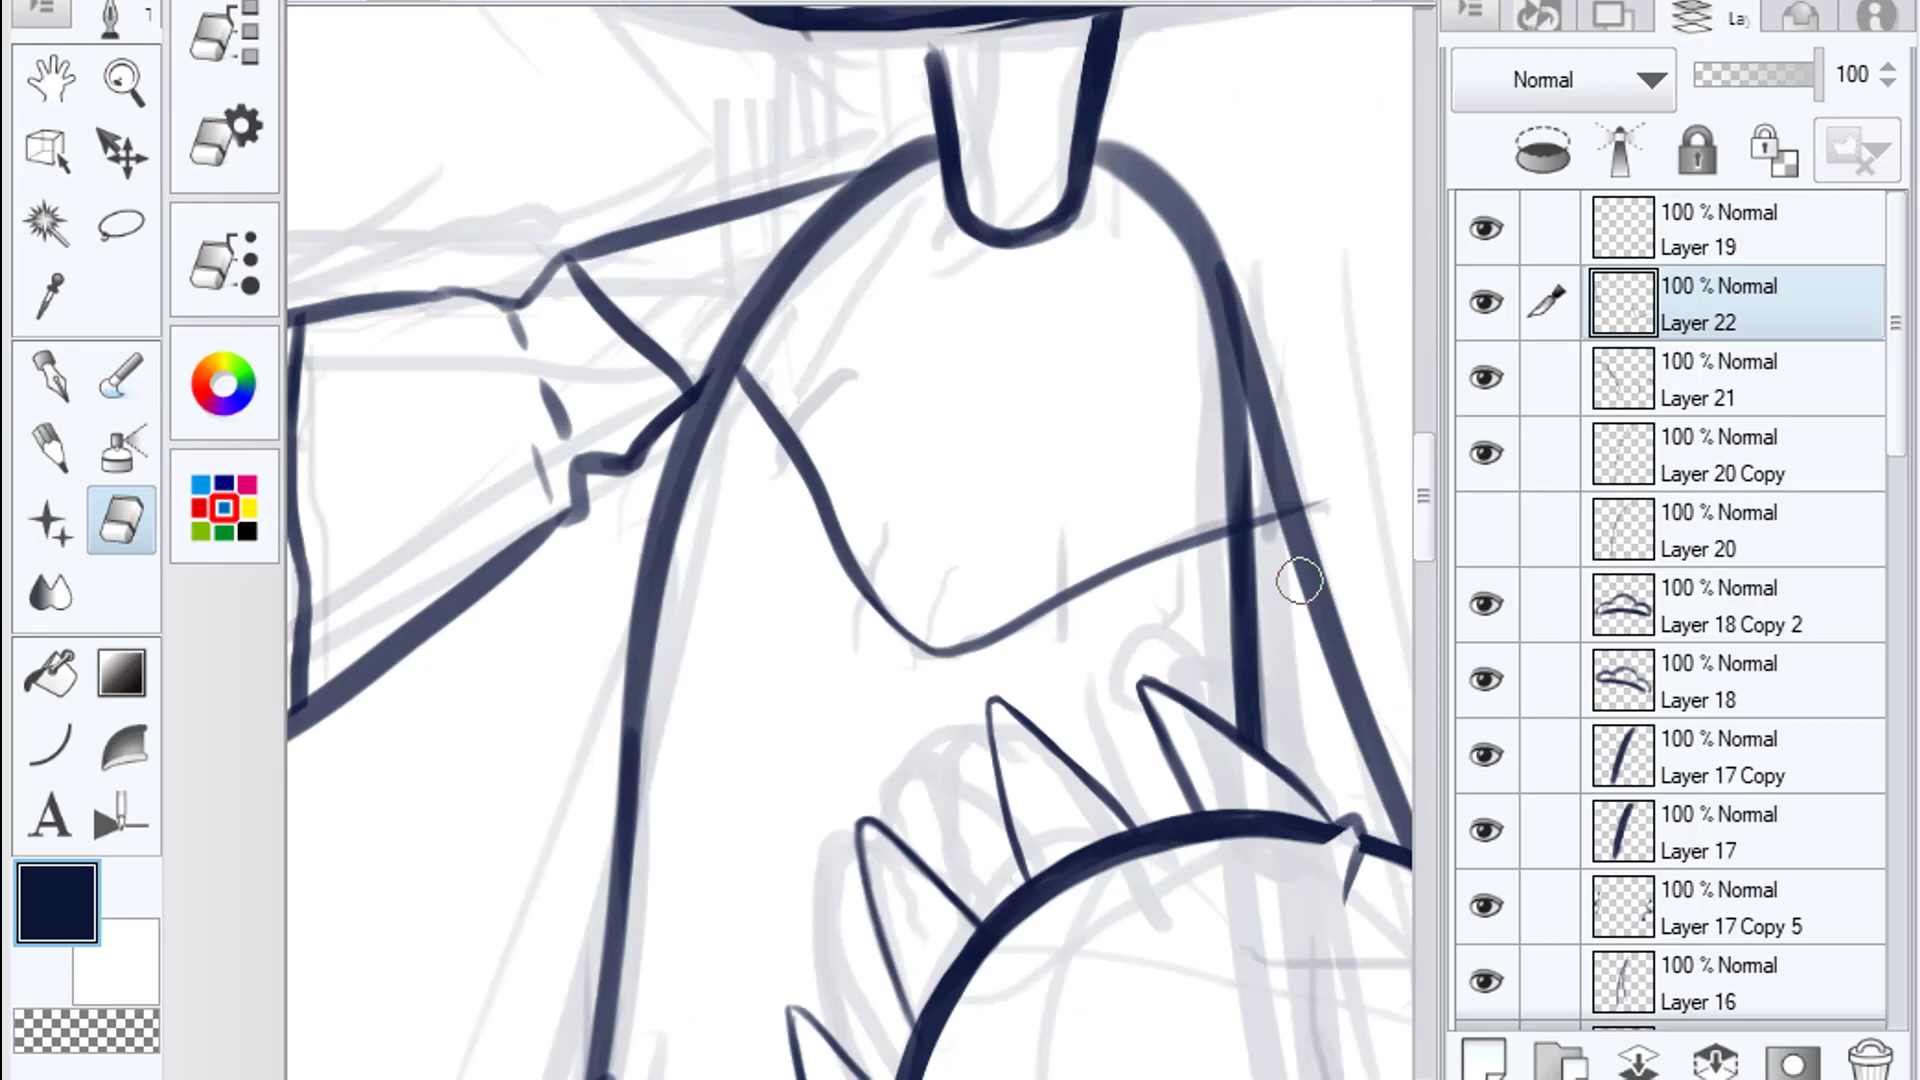 La
Normal
100
100 % Normal
Layer 19
100 % Normal
Layer 22
100 % Normal
Layer 21
100 % Normal
Layer 20 Copy
100 % Normal
Layer 20
100 % Normal
Layer 18 Copy 2
100 % Normal
Layer 18
100 % Normal
Layer 17 Copy
100 % Normal
Layer 17
100 % Normal
Layer 17 Copy 5
100 % Normal
Layer 16